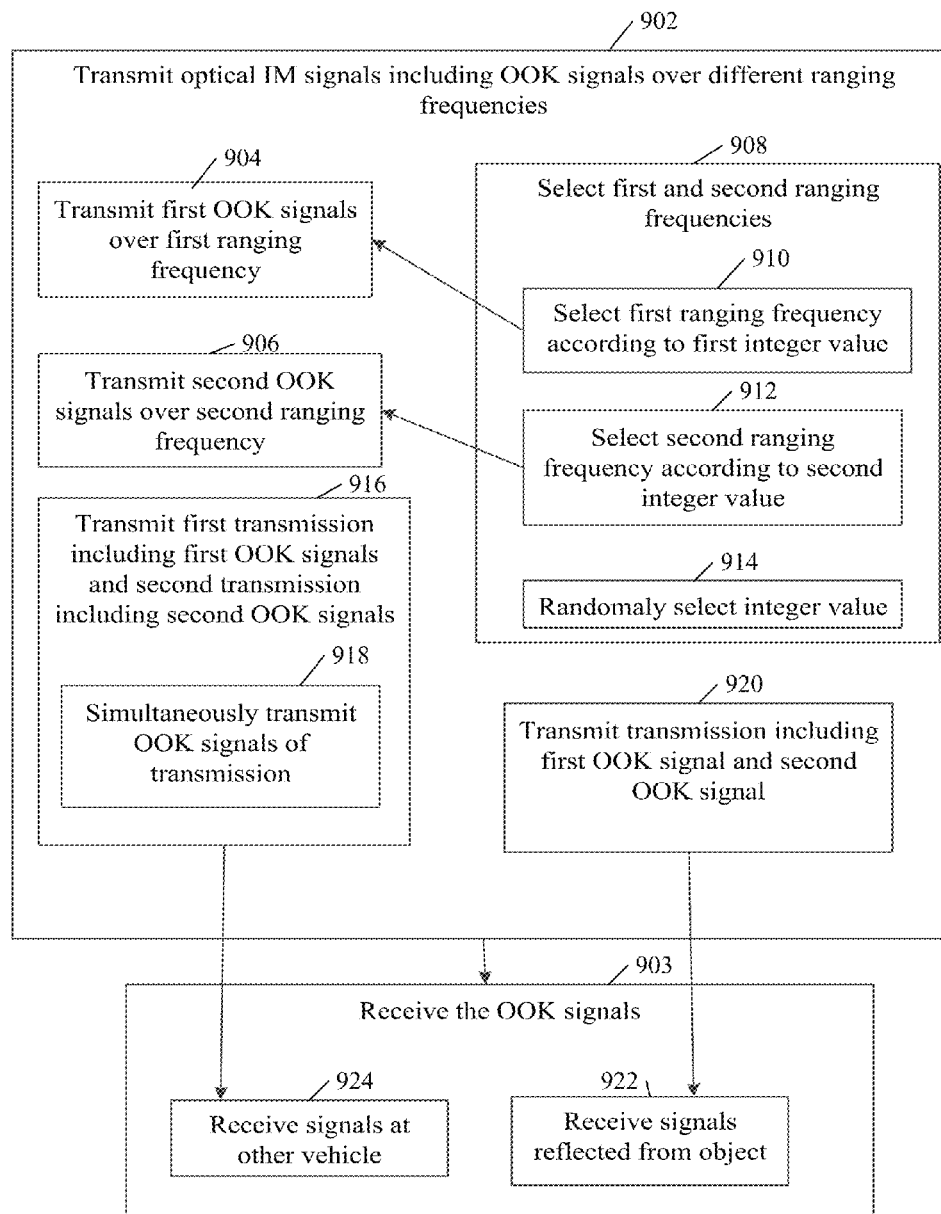 902
Transmit optical IM signals including OOK signals over different ranging
frequencies
904
Transmit first OOK signals
over first ranging
frequency
908
Select first and second ranging
frequencies
910
Select first ranging frequency
according to first integer value
906
Transmit second OOK
signals over second ranging
frequency
912
Select second ranging
frequency according to second
integer value
916
Transmit first transmission
including first OOK signals
and second transmission
including second OOK signals
914
Randomaly select integer value
918
Simultaneously transmit
OOK signals of
transmission
920
Transmit transmission including
first OOK signal and second
OOK signal
903
Receive the OOK signals
924
Receive signals at
other vehicle
922
Receive signals
reflected from object